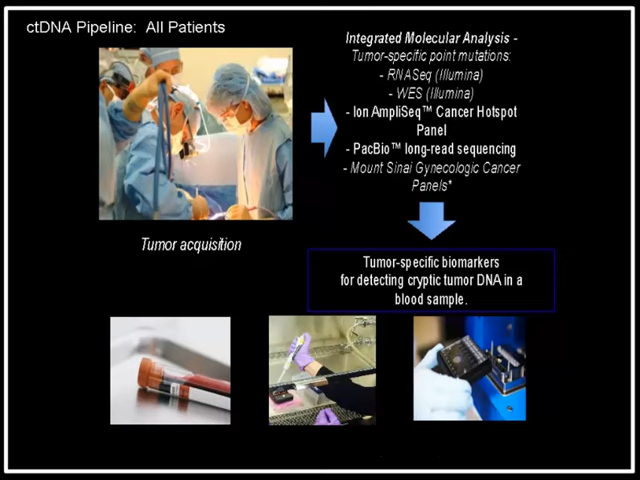 ctDNA Pipeline: All Patients
Integrated Molecular Analysis -
Tumor-specific point mutations:
- RNASeq (Illumina)
- WES (Illumina)
- Ion AmpliSeq™ Cancer Hotspot
Panel
- PacBio™ long-read sequencing
- Mount Sinai Gynecologic Cancer
Panels*
Tumor acquisition
Tumor-specific biomarkers
for detecting cryptic tumor DNA in a
blood sample.